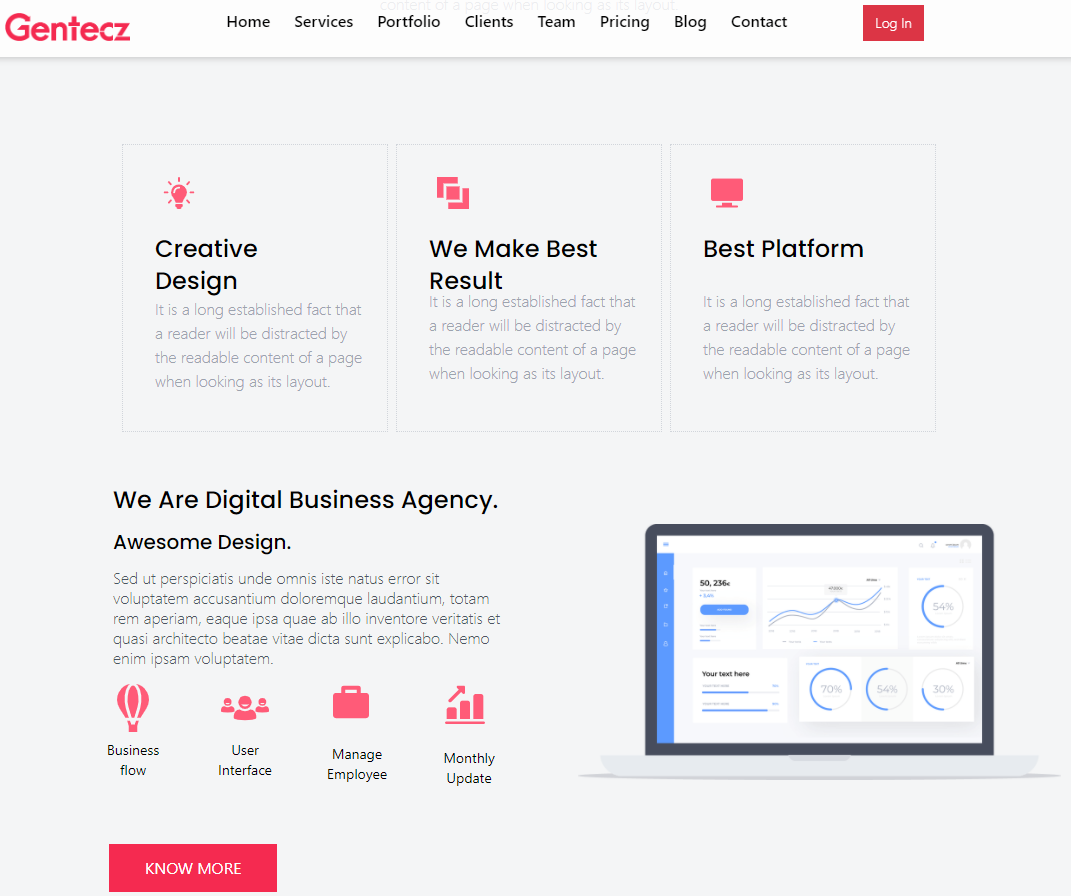 content of a page when looking as its layout.
Gentecz
Home Services Portfolio Clients Team Pricing Blog Contact
Log In
Creative
Design
It is a long established fact that
a reader will be distracted by
the readable content of a page
when looking as its layout.
We Make Best
Result
It is a long established fact that
a reader will be distracted by
the readable content of a page
when looking as its layout.
Best Platform
It is a long established fact that
a reader will be distracted by
the readable content of a page
when looking as its layout.
We Are Digital Business Agency.
Awesome Design.
Sed ut perspiciatis unde omnis iste natus error sit
voluptatem accusantium doloremque laudantium, totam
rem aperiam, eaque ipsa quae ab illo inventore veritatis et
quasi architecto beatae vitae dicta sunt explicabo. Nemo
enim ipsam voluptatem.
Business
flow
User
Interface
Manage
Employee
Monthly
Update
KNOW MORE
50, 236€
54%
Your text here
70%
54%
30%